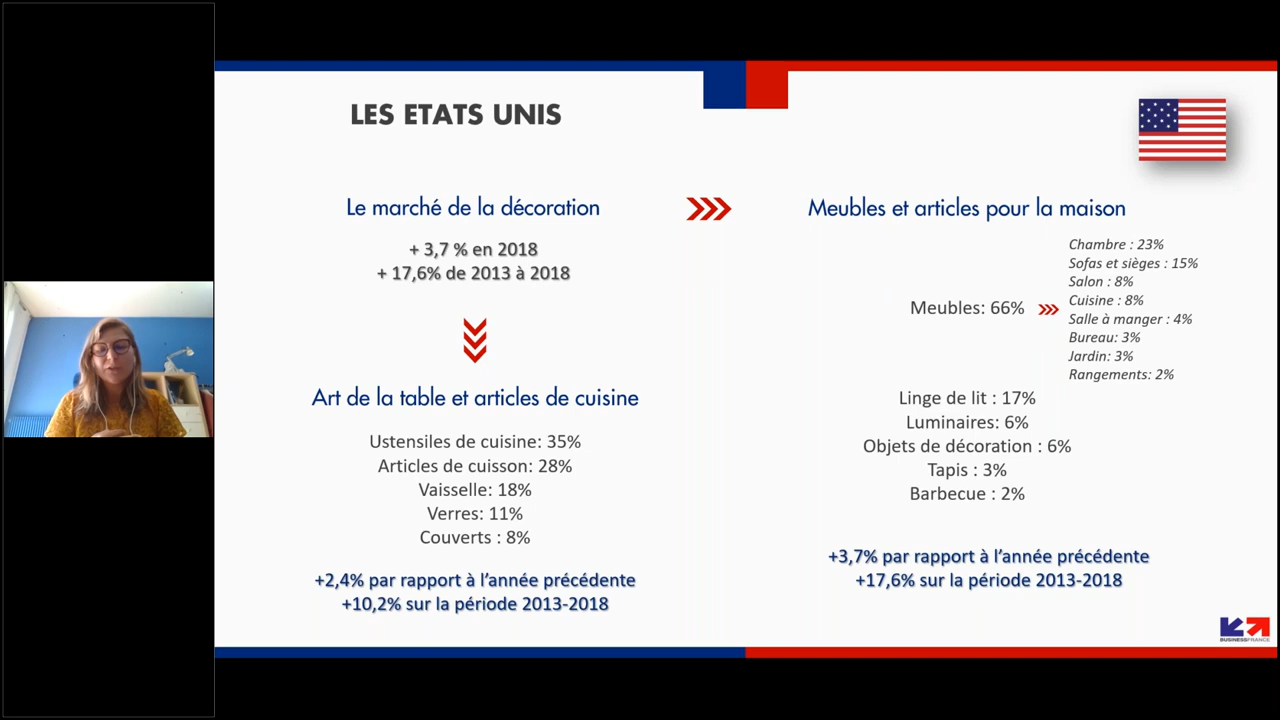 LES ETATS UNIS
Le marché de la décoration
+ 3,7 % en 2018
+ 17,6% de 2013 à 2018
Art de la table et articles de cuisine
Ustensiles de cuisine: 35%
Articles de cuisson: 28%
Vaisselle: 18%
Verres: 11%
Couverts : 8%
+2,4% par rapport à l’année précédente
+10,2% sur la période 2013-2018
Meubles et articles pour la maison
Meubles: 66%
Chambre : 23%
Sofas et sièges : 15%
Salon : 8%
Cuisine : 8%
Salle à manger : 4%
Bureau: 3%
Jardin: 3%
Rangements: 2%
Linge de lit : 17%
Luminaires: 6%
Objets de décoration : 6%
Tapis : 3%
Barbecue : 2%
+3,7% par rapport à l’année précédente
+17,6% sur la période 2013-2018
BUSINESSFRANCE